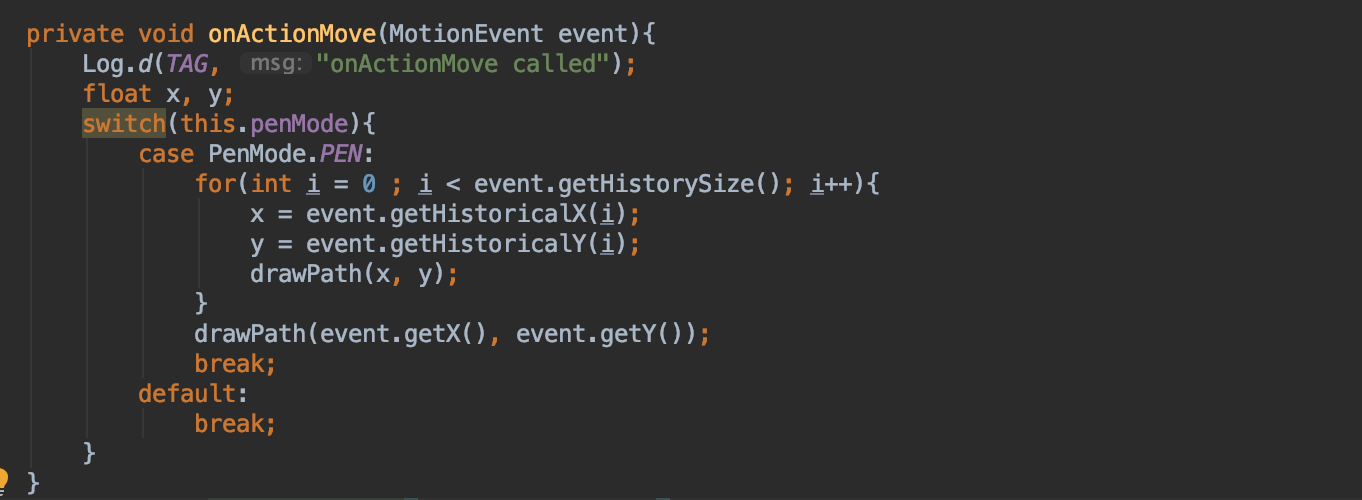 private void onActionMove(MotionEvent event){
Log.d(TAG, msg: "onActionMove called");
float x, y;
switch(this.penMode){
case PenMode.PEN:
for(int i = 0 ; i < event.getHistorySize(); i++){
x = event.getHistoricalX(i);
y = event.getHistoricalY(i);
drawPath(x, y);
}
drawPath(event.getX(), event.getY());
break;
default:
break;
}
}